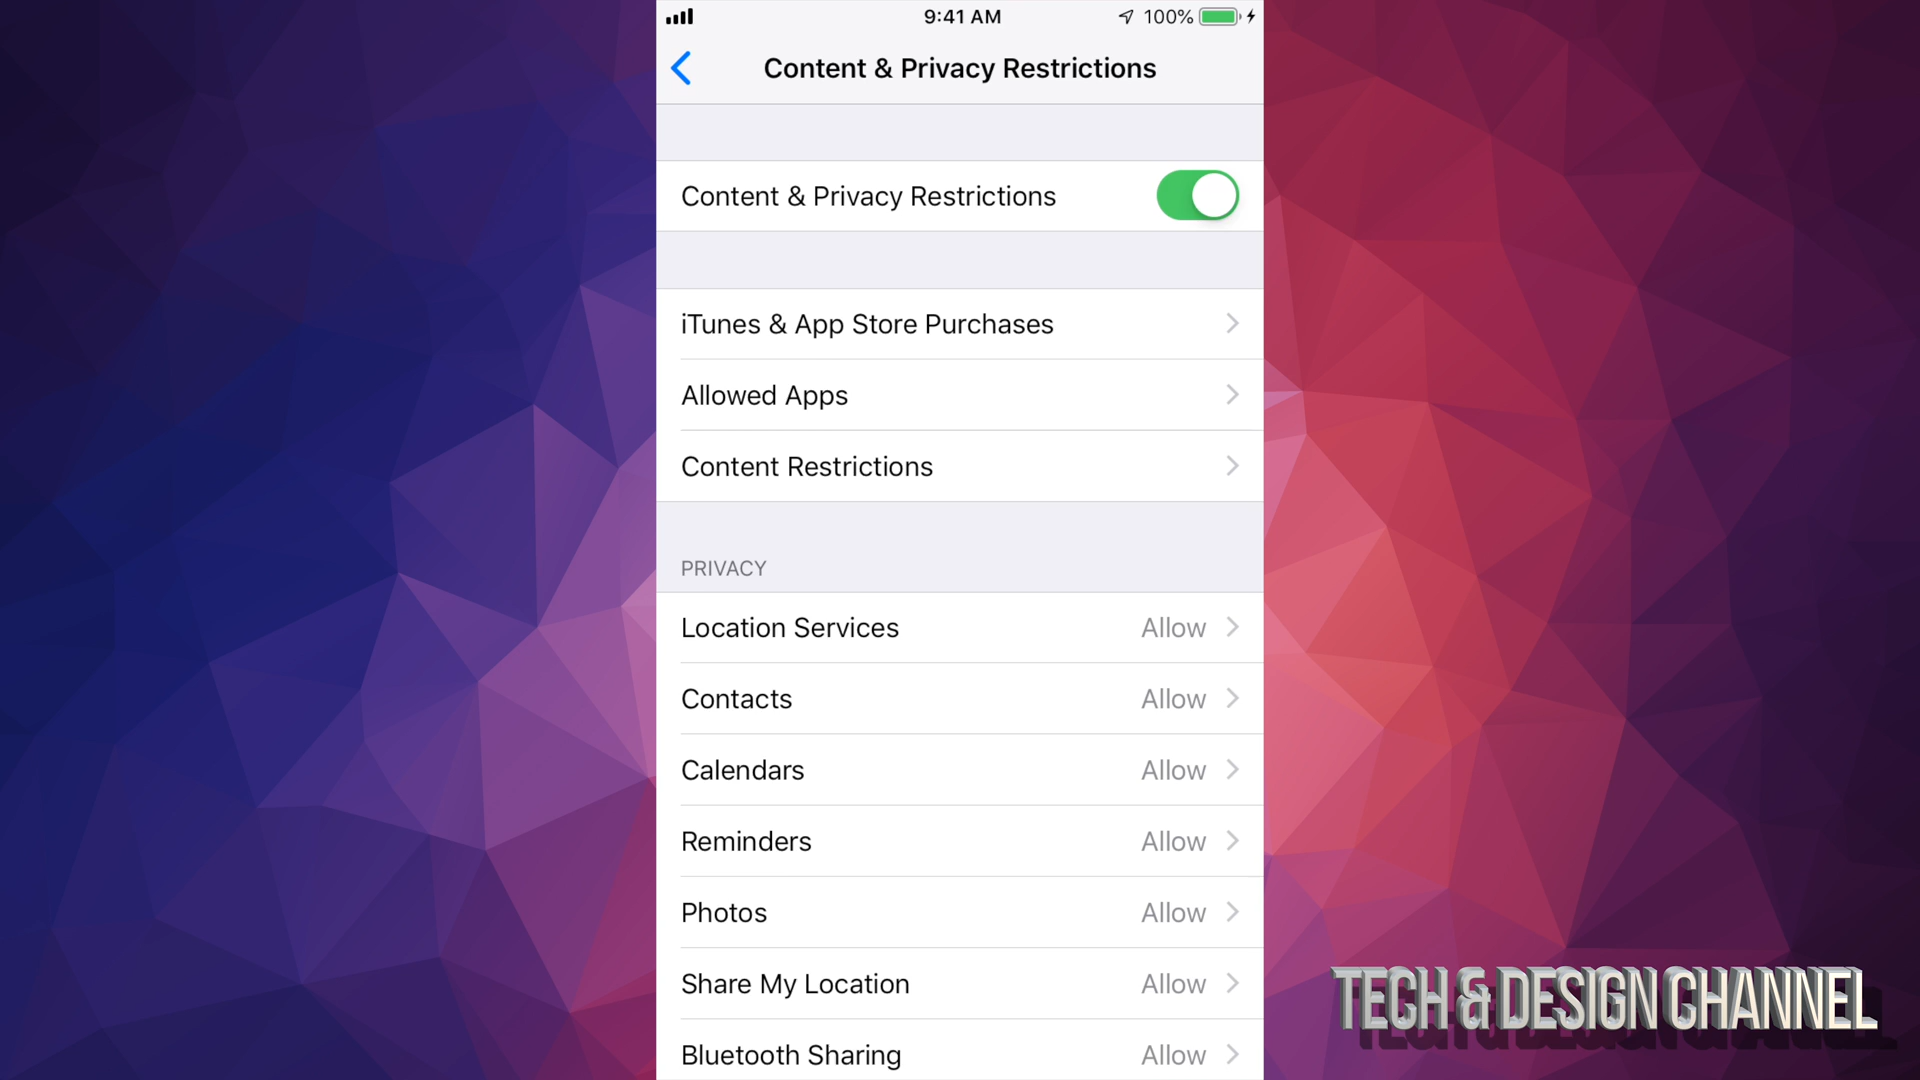 9:41 AM
100%
Content & Privacy Restrictions
Content & Privacy Restrictions
iTunes & App Store Purchases
Allowed Apps
Content Restrictions
PRIVACY
Location Services Allow
Contacts Allow
Calendars Allow
Reminders Allow
Photos Allow
Share My Location Allow
Bluetooth Sharing Allow
TECH & DESIGN CHANNEL